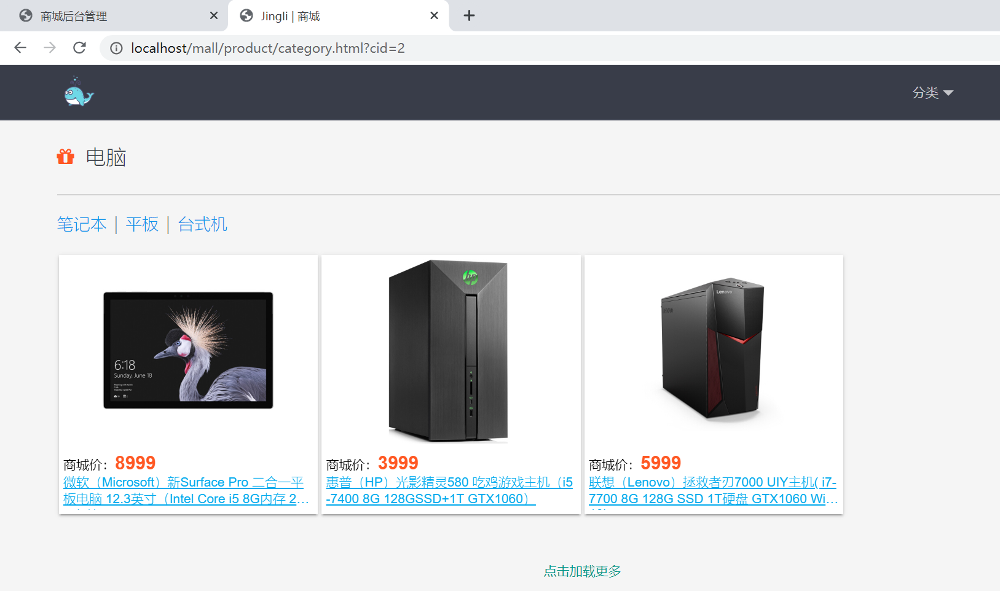 商城后台管理
Jingli | 商城
localhost/mall/product/category.html?cid=2
分类
电脑
笔记本 | 平板 | 台式机
6:18
Sunday, June 18
hp
Lenovo
商城价：8999
微软（Microsoft）新Surface Pro 二合一平
板电脑 12.3英寸（Intel Core i5 8G内存 2…
商城价：3999
惠普（HP）光影精灵580 吃鸡游戏主机（i5
-7400 8G 128GSSD+1T GTX1060）
商城价：5999
联想（Lenovo）拯救者刃7000 UIY主机( i7-
7700 8G 128G SSD 1T硬盘 GTX1060 Wi…
点击加载更多